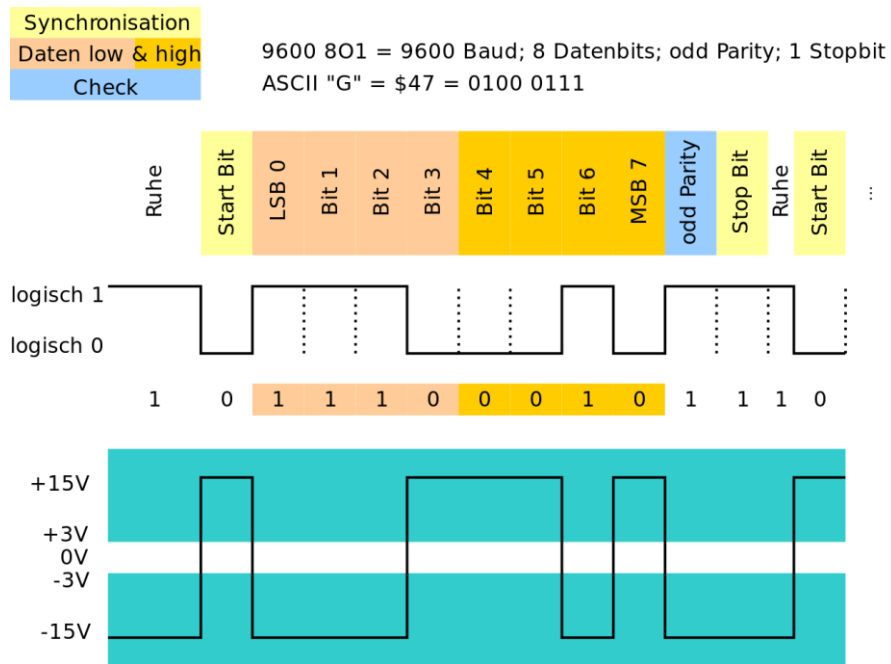 Synchronisation
Daten low & high
Check
9600 8O1 = 9600 Baud; 8 Datenbits; odd Parity; 1 Stopbit
ASCII "G" = $47 = 0100 0111
Ruhe
Start Bit
LSB 0
Bit 1
Bit 2
Bit 3
Bit 4
Bit 5
Bit 6
MSB 7
odd Parity
Stop Bit
Ruhe
Start Bit
...
logisch 1
logisch 0
1 0 1 1 1 0 0 0 1 0 1 1 1 0
+15V
+3V
0V
-3V
-15V